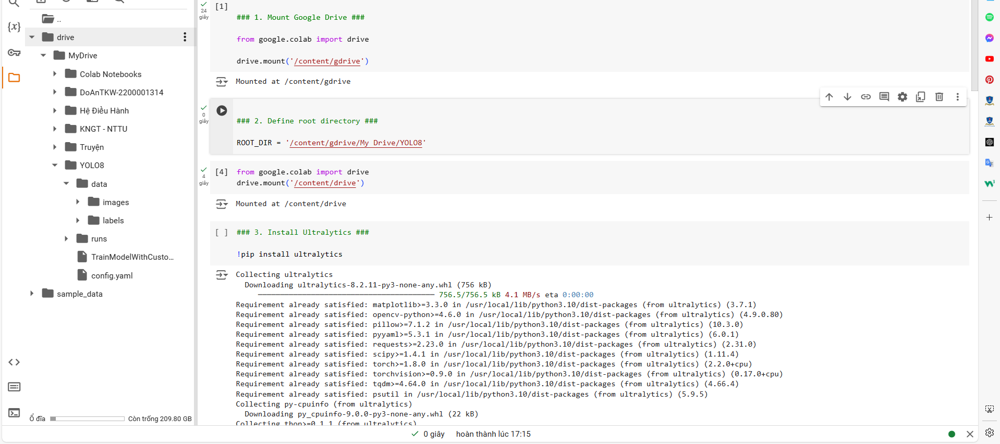 ..
drive
MyDrive
Colab Notebooks
DoAnTKW-2200001314
Hệ Điều Hành
KNGT - NTTU
Truyện
YOLO8
data
images
labels
runs
TrainModelWithCusto...
config.yaml
sample_data
{x}
Ổ đĩa
Còn trống 209.80 GB
24
giây
[1]
### 1. Mount Google Drive ###
from google.colab import drive
drive.mount('/content/gdrive')
Mounted at /content/gdrive
0
giây
### 2. Define root directory ###
ROOT_DIR = '/content/gdrive/My Drive/YOLO8'
4
giây
[4]
from google.colab import drive
drive.mount('/content/drive')
Mounted at /content/drive
[ ]
### 3. Install Ultralytics ###
!pip install ultralytics
Collecting ultralytics
Downloading ultralytics-8.2.11-py3-none-any.whl (756 kB)
756.5/756.5 kB 4.1 MB/s eta 0:00:00
Requirement already satisfied: matplotlib>=3.3.0 in /usr/local/lib/python3.10/dist-packages (from ultralytics) (3.7.1)
Requirement already satisfied: opencv-python>=4.6.0 in /usr/local/lib/python3.10/dist-packages (from ultralytics) (4.9.0.80)
Requirement already satisfied: pillow>=7.1.2 in /usr/local/lib/python3.10/dist-packages (from ultralytics) (10.3.0)
Requirement already satisfied: pyyaml>=5.3.1 in /usr/local/lib/python3.10/dist-packages (from ultralytics) (6.0.1)
Requirement already satisfied: requests>=2.23.0 in /usr/local/lib/python3.10/dist-packages (from ultralytics) (2.31.0)
Requirement already satisfied: scipy>=1.4.1 in /usr/local/lib/python3.10/dist-packages (from ultralytics) (1.11.4)
Requirement already satisfied: torch>=1.8.0 in /usr/local/lib/python3.10/dist-packages (from ultralytics) (2.2.0+cpu)
Requirement already satisfied: torchvision>=0.9.0 in /usr/local/lib/python3.10/dist-packages (from ultralytics) (0.17.0+cpu)
Requirement already satisfied: tqdm>=4.64.0 in /usr/local/lib/python3.10/dist-packages (from ultralytics) (4.66.4)
Requirement already satisfied: psutil in /usr/local/lib/python3.10/dist-packages (from ultralytics) (5.9.5)
Collecting py-cpuinfo (from ultralytics)
Downloading py_cpuinfo-9.0.0-py3-none-any.whl (22 kB)
Collecting thop>=0.1.1 (from ultralytics)
0 giây hoàn thành lúc 17:15